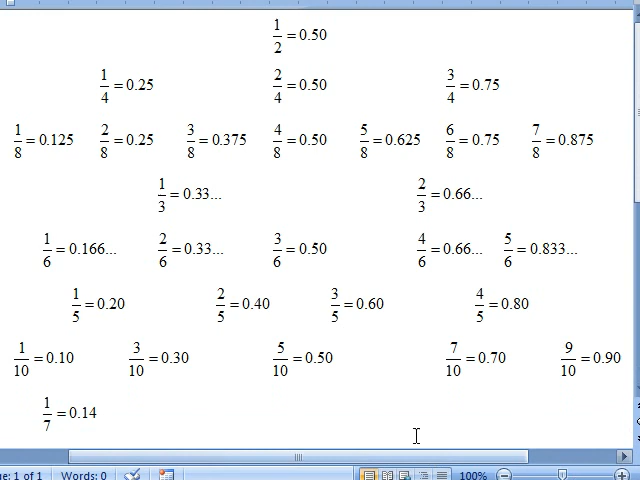 1/2 = 0.50
1/4 = 0.25 2/4 = 0.50 3/4 = 0.75
1/8 = 0.125 2/8 = 0.25 3/8 = 0.375 4/8 = 0.50 5/8 = 0.625 6/8 = 0.75 7/8 = 0.875
1/3 = 0.33... 2/3 = 0.66...
1/6 = 0.166... 2/6 = 0.33... 3/6 = 0.50 4/6 = 0.66... 5/6 = 0.833...
1/5 = 0.20 2/5 = 0.40 3/5 = 0.60 4/5 = 0.80
1/10 = 0.10 3/10 = 0.30 5/10 = 0.50 7/10 = 0.70 9/10 = 0.90
1/7 = 0.14
ge: 1 of 1 Words: 0 100%